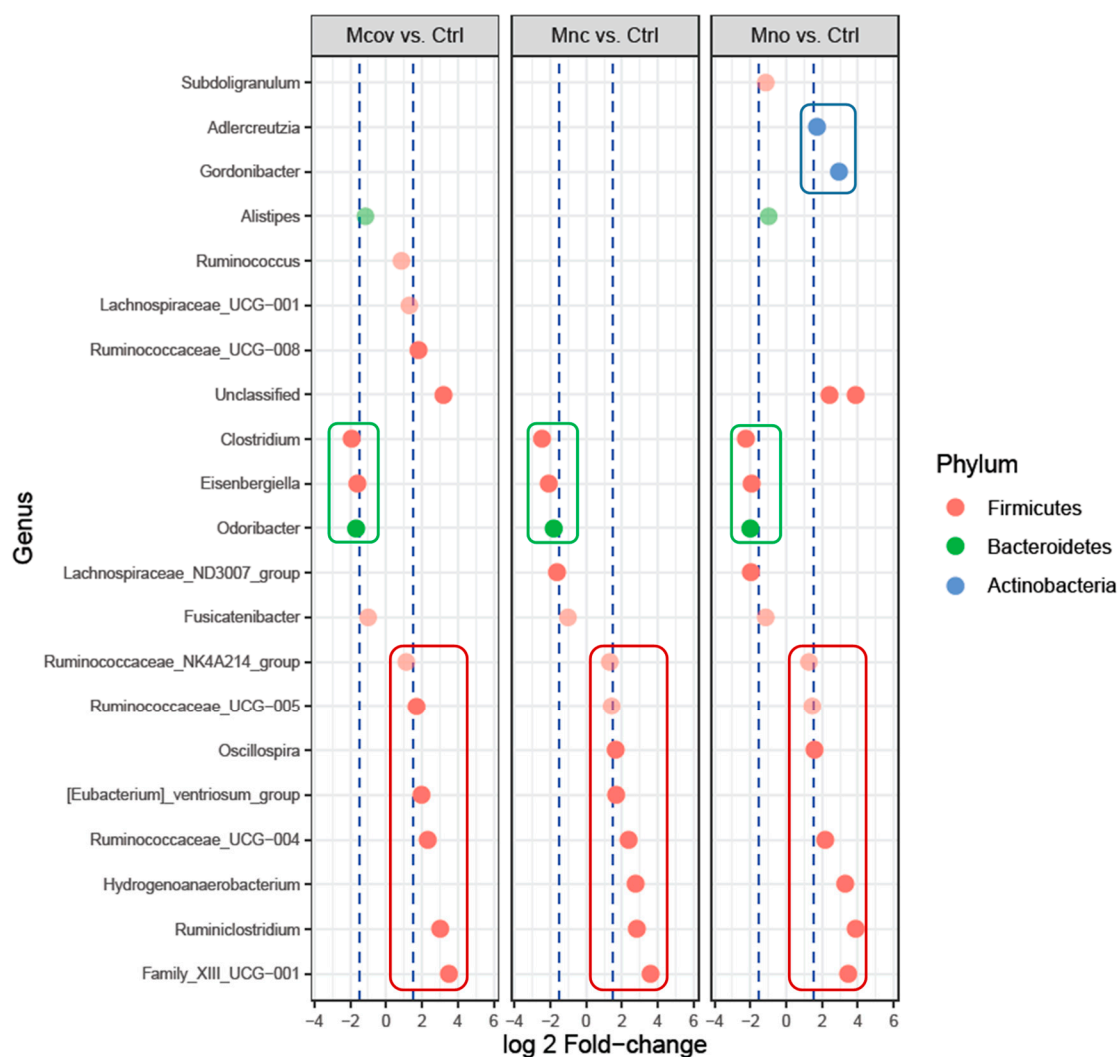 Mcov vs. Ctrl
Mnc vs. Ctrl
Mno vs. Ctrl
Genus
Subdoligranulum
Adlercreutzia
Gordonibacter
Alistipes
Ruminococcus
Lachnospiraceae_UCG−001
Ruminococcaceae_UCG−008
Unclassified
Clostridium
Eisenbergiella
Odoribacter
Lachnospiraceae_ND3007_group
Fusicatenibacter
Ruminococcaceae_NK4A214_group
Ruminococcaceae_UCG−005
Oscillospira
[Eubacterium]_ventriosum_group
Ruminococcaceae_UCG−004
Hydrogenoanaerobacterium
Ruminiclostridium
Family_XIII_UCG−001
−4 −2 0 2 4 6
−4 −2 0 2 4 6
−4 −2 0 2 4 6
log 2 Fold−change
Phylum
Firmicutes
Bacteroidetes
Actinobacteria